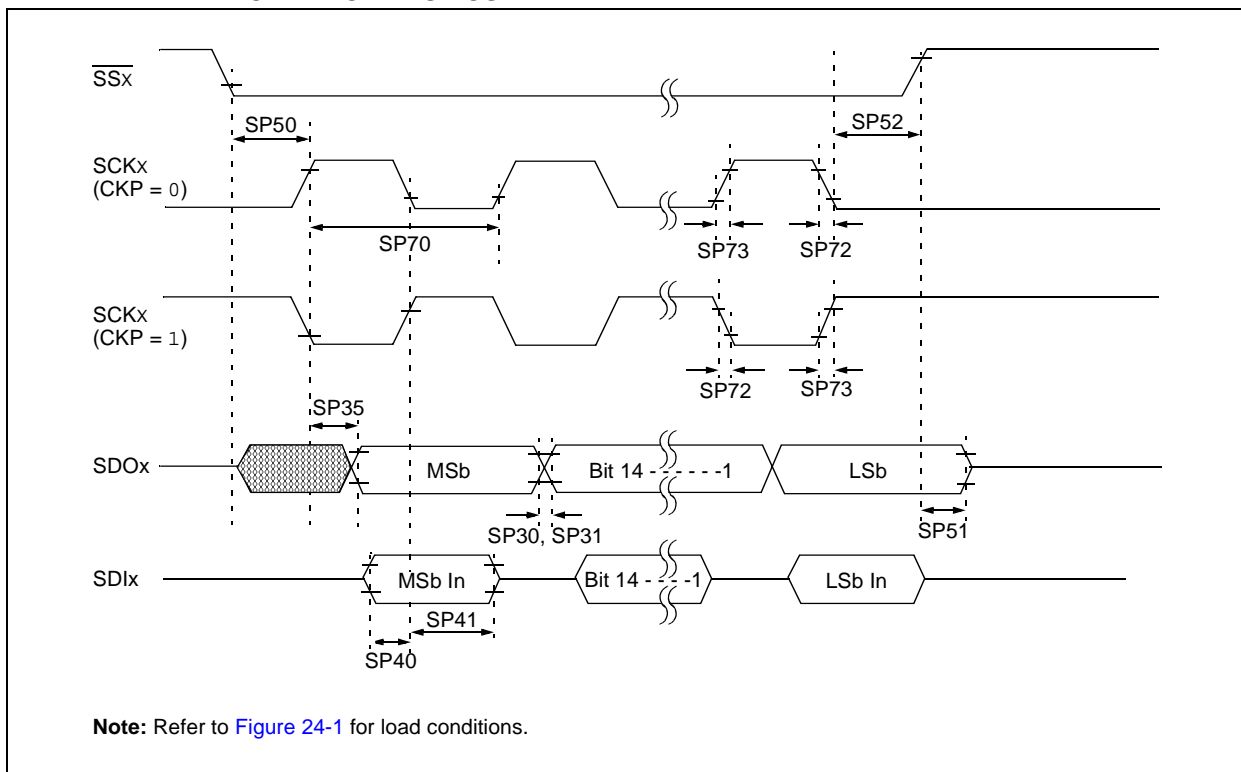 SSX
SP50
SP52
SCKX
(CKP = 0)
SP70
SP73
SP72
SCKX
(CKP = 1)
SP72
SP73
SP35
SDOx
MSb
Bit 14 - - - - - - -1
LSb
SP30, SP31
SP51
SDIx
MSb In
Bit 14 - - - -1
LSb In
SP41
SP40
Note: Refer to Figure 24-1 for load conditions.